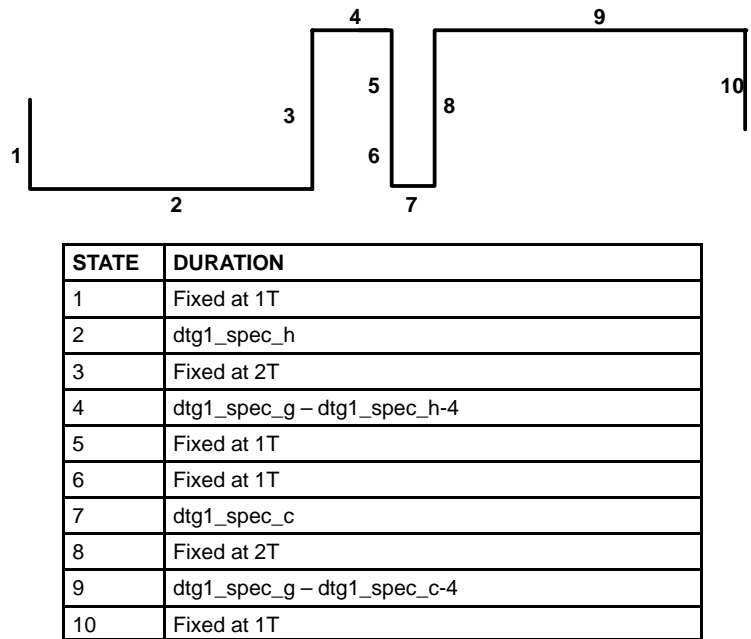 4
9
5
10
3
8
1
6
2
7
STATE DURATION
1 Fixed at 1T
2 dtg1_spec_h
3 Fixed at 2T
4 dtg1_spec_g – dtg1_spec_h-4
5 Fixed at 1T
6 Fixed at 1T
7 dtg1_spec_c
8 Fixed at 2T
9 dtg1_spec_g – dtg1_spec_c-4
10 Fixed at 1T